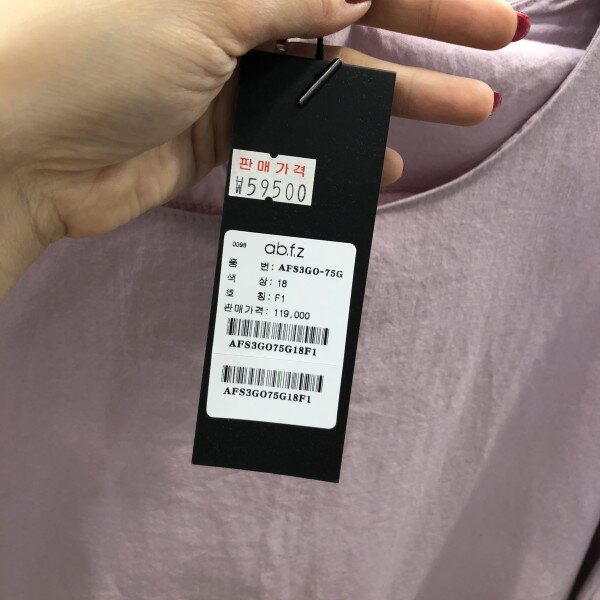 판매가격
₩59500
0098 ab.f.z
품 번: AFS3GO-75G
색 상: 18
호 칭: F1
판매가격: 119,000
AFS3GO75G18F1
AFS3GO75G18F1